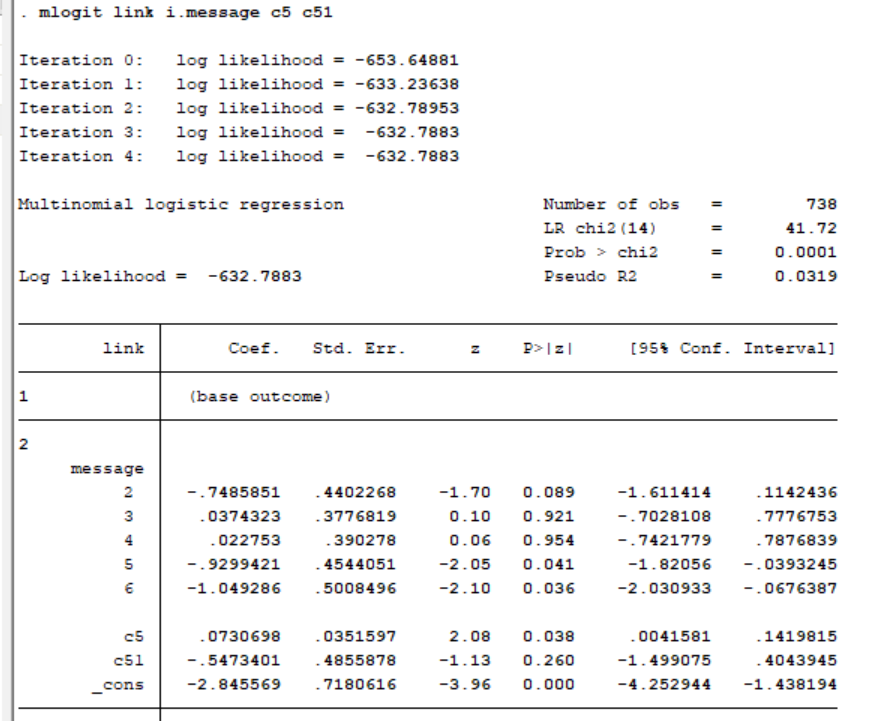 . mlogit link i.message c5 c51
Iteration 0:   log likelihood = -653.64881
Iteration 1:   log likelihood = -633.23638
Iteration 2:   log likelihood = -632.78953
Iteration 3:   log likelihood =  -632.7883
Iteration 4:   log likelihood =  -632.7883
Multinomial logistic regression Number of obs = 738
LR chi2(14) = 41.72
Prob > chi2 = 0.0001
Log likelihood =  -632.7883 Pseudo R2 = 0.0319
link Coef. Std. Err. z P>|z| [95% Conf. Interval]
1 (base outcome)
2
message
2 -.7485851 .4402268 -1.70 0.089 -1.611414 .1142436
3 .0374323 .3776819 0.10 0.921 -.7028108 .7776753
4 .022753 .390278 0.06 0.954 -.7421779 .7876839
5 -.9299421 .4544051 -2.05 0.041 -1.82056 -.0393245
6 -1.049286 .5008496 -2.10 0.036 -2.030933 -.0676387
c5 .0730698 .0351597 2.08 0.038 .0041581 .1419815
c51 -.5473401 .4855878 -1.13 0.260 -1.499075 .4043945
_cons -2.845569 .7180616 -3.96 0.000 -4.252944 -1.438194